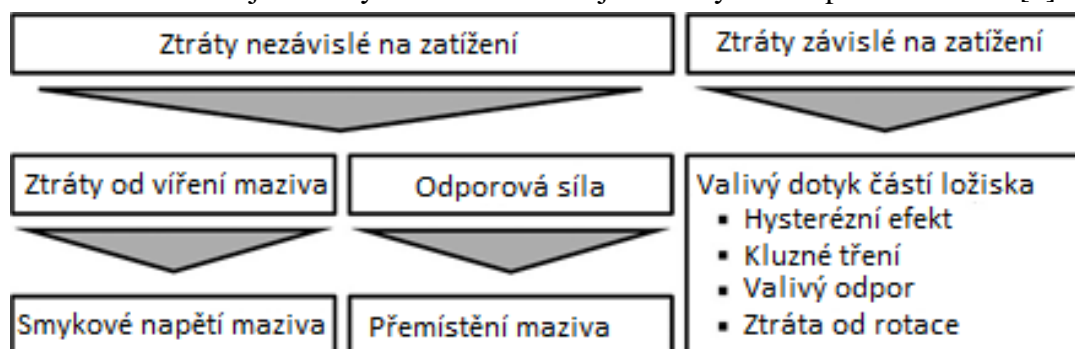 Ztráty nezávislé na zatížení
Ztráty závislé na zatížení
Ztráty od víření maziva
Odporová síla
Valivý dotyk částí ložiska
▪ Hysterézní efekt
▪ Kluzné tření
▪ Valivý odpor
▪ Ztráta od rotace
Smykové napětí maziva
Přemístění maziva